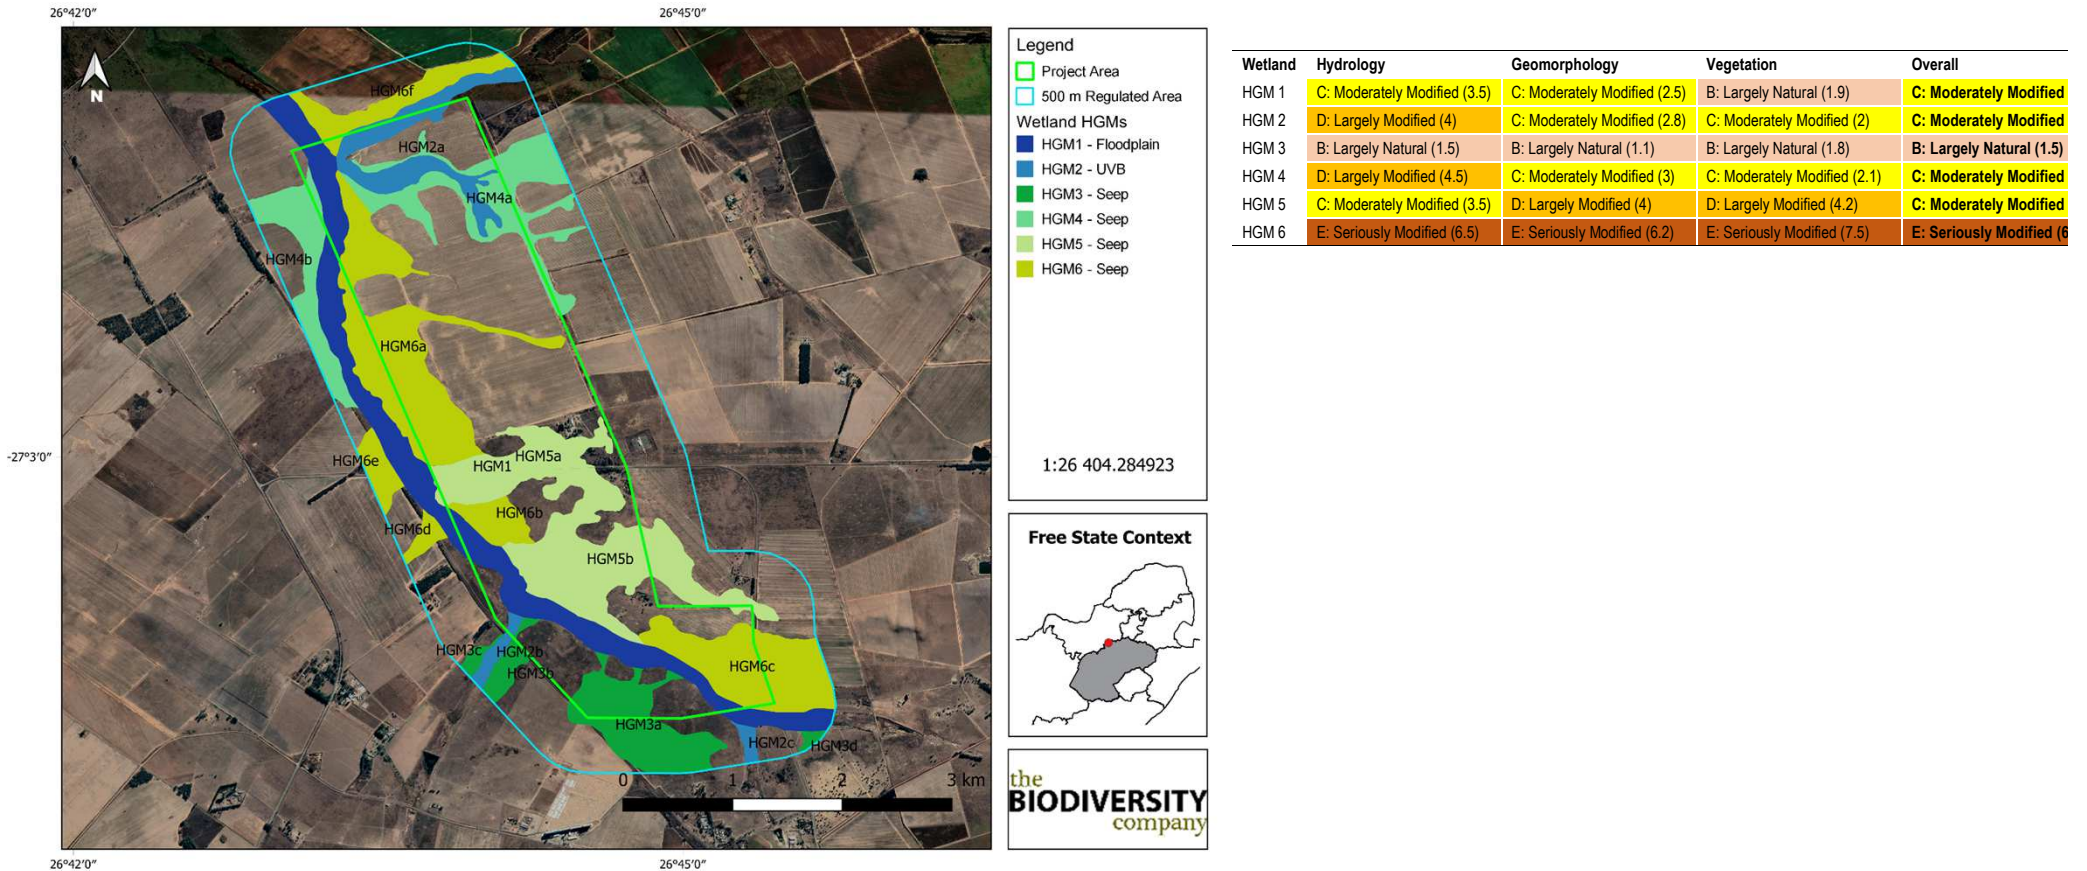 26°42'0"
26°45'0"
N
HGM6f
HGM2a
HGM4a
HGM4b
HGM6a
-27°3'0"
HGM6e
HGM1
HGM5a
HGM6d
HGM6b
HGM5b
HGM3c
HGM2b
HGM3b
HGM6c
HGM3a
HGM2c
HGM3d
0 1 2 3 km
26°42'0"
26°45'0"
Legend
Project Area
500 m Regulated Area
Wetland HGMs
HGM1 - Floodplain
HGM2 - UVB
HGM3 - Seep
HGM4 - Seep
HGM5 - Seep
HGM6 - Seep
1:26 404.284923
Free State Context
the
BIODIVERSITY
company
Wetland Hydrology Geomorphology Vegetation Overall
HGM 1 C: Moderately Modified (3.5) C: Moderately Modified (2.5) B: Largely Natural (1.9) C: Moderately Modified
HGM 2 D: Largely Modified (4) C: Moderately Modified (2.8) C: Moderately Modified (2) C: Moderately Modified
HGM 3 B: Largely Natural (1.5) B: Largely Natural (1.1) B: Largely Natural (1.8) B: Largely Natural (1.5)
HGM 4 D: Largely Modified (4.5) C: Moderately Modified (3) C: Moderately Modified (2.1) C: Moderately Modified
HGM 5 C: Moderately Modified (3.5) D: Largely Modified (4) D: Largely Modified (4.2) C: Moderately Modified
HGM 6 E: Seriously Modified (6.5) E: Seriously Modified (6.2) E: Seriously Modified (7.5) E: Seriously Modified (6